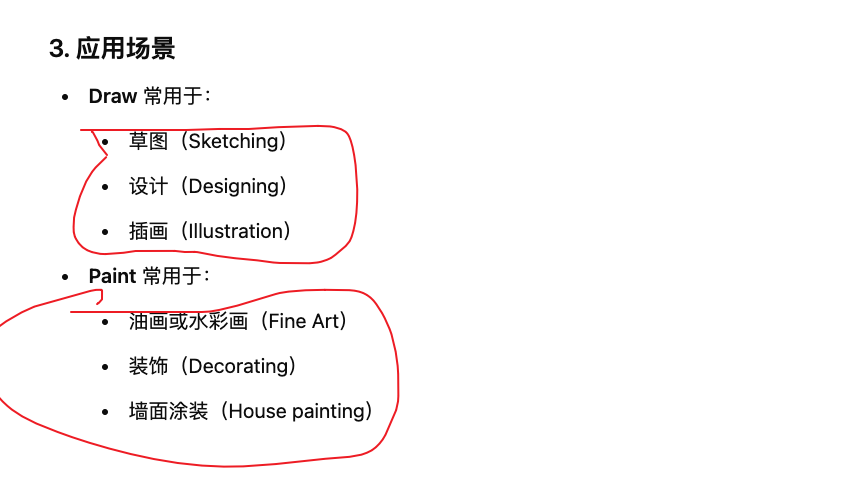 3. 应用场景
• Draw 常用于：
• 草图（Sketching）
• 设计（Designing）
• 插画（Illustration）
• Paint 常用于：
• 油画或水彩画（Fine Art）
• 装饰（Decorating）
• 墙面涂装（House painting）